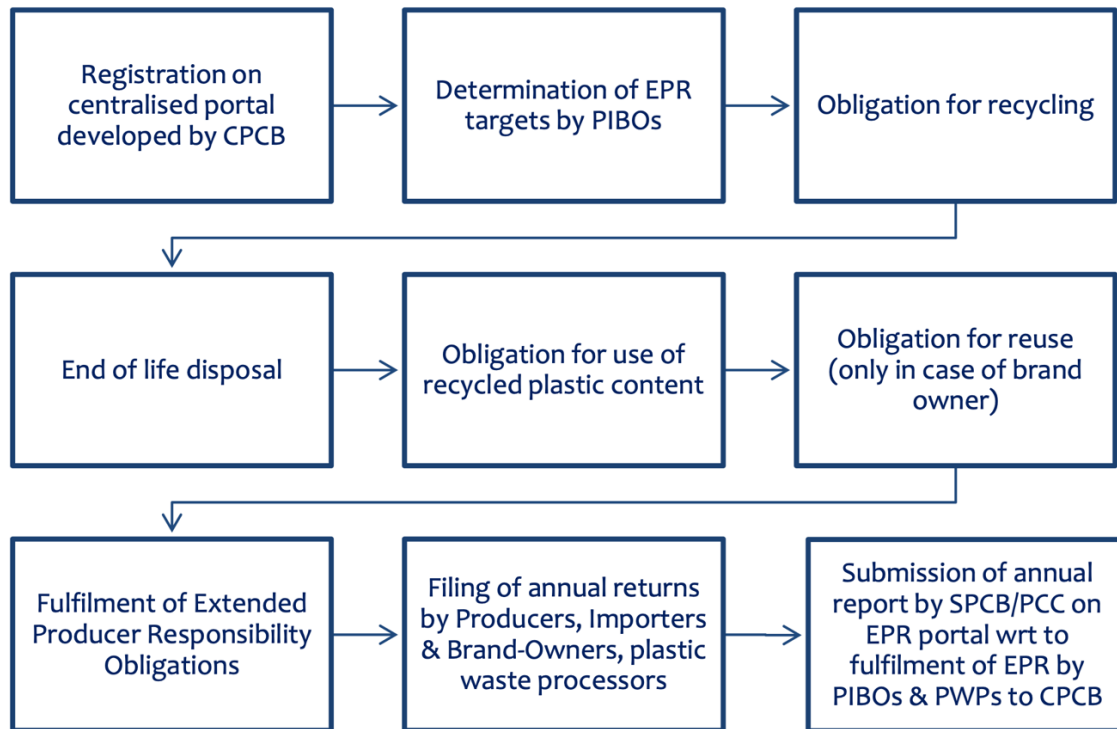 Registration on
centralised portal
developed by CPCB
Determination of EPR
targets by PIBOs
Obligation for recycling
End of life disposal
Obligation for use of
recycled plastic content
Obligation for reuse
(only in case of brand
owner)
Fulfilment of Extended
Producer Responsibility
Obligations
Filing of annual returns
by Producers, Importers
& Brand-Owners, plastic
waste processors
Submission of annual
report by SPCB/PCC on
EPR portal wrt to
fulfilment of EPR by
PIBOs & PWPs to CPCB